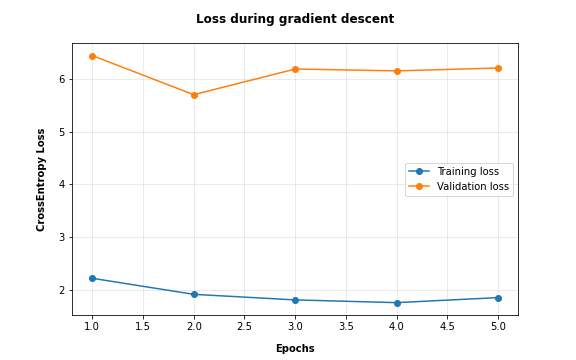 Loss during gradient descent
CrossEntropy Loss
6
5
4
3
2
Training loss
Validation loss
1.0 1.5 2.0 2.5 3.0 3.5 4.0 4.5 5.0
Epochs